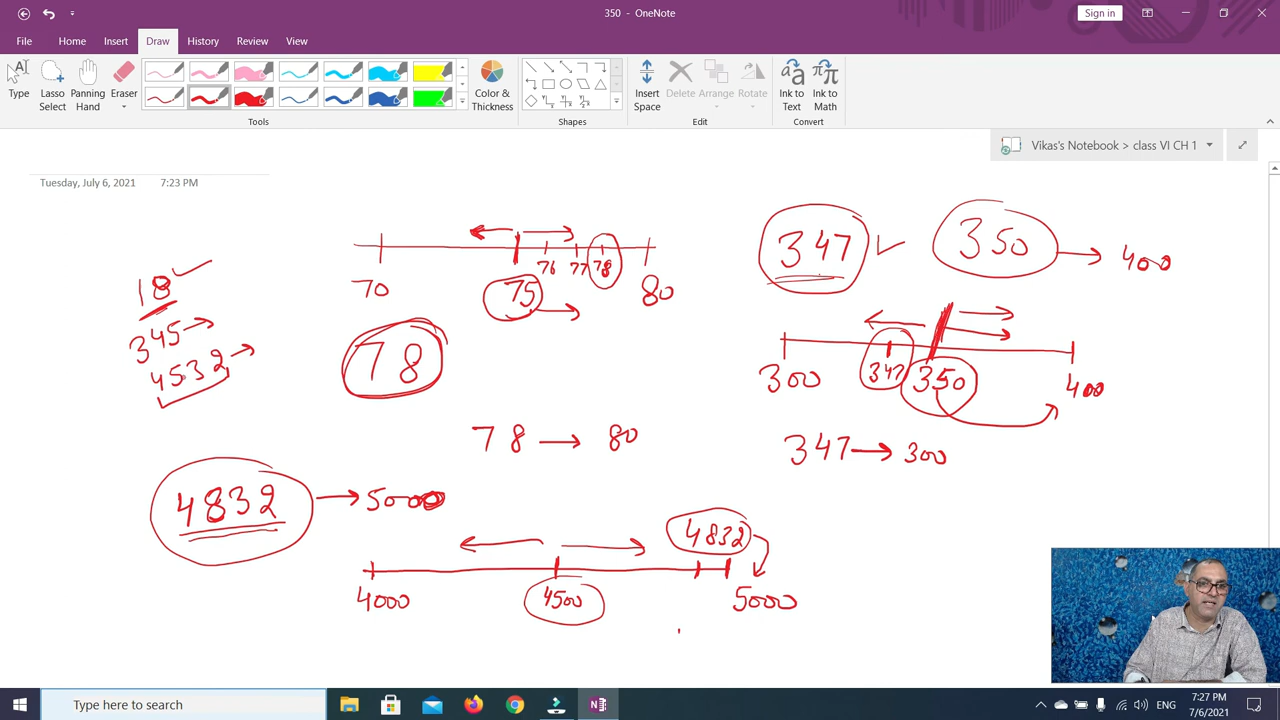 350 - OneNote
Sign in
File Home Insert Draw History Review View
Type Lasso Select Panning Hand Eraser Color & Thickness Insert Space Delete Arrange Rotate Ink to Text Ink to Math
Tools Shapes Edit Convert
Vikas's Notebook > class VI CH 1
Tuesday, July 6, 2021 7:23 PM
18
345
4532
70 75 76 77 78 80
78
78 → 80
347
350 → 400
300 347 350 400
347 → 300
4832 → 5000
4832
4000 4500 5000
Type here to search
ENG
7:27 PM
7/6/2021